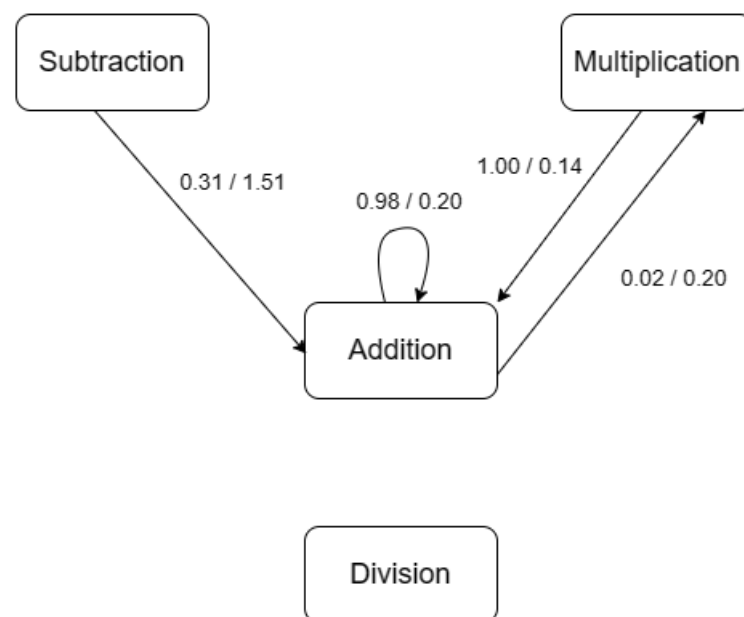 Subtraction
Multiplication
0.31 / 1.51
0.98 / 0.20
1.00 / 0.14
0.02 / 0.20
Addition
Division